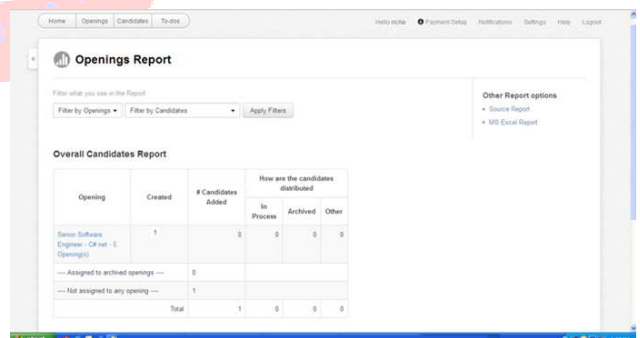 Home Openings Candidates To-dos
Hello richa Payment Setup Notifications Settings Help Logout
«
Openings Report
Filter what you see in the Report
Filter by Openings Filter by Candidates Apply Filters
Other Report options
Source Report
MS Excel Report
Overall Candidates Report
Opening Created # Candidates Added How are the candidates distributed
In Process Archived Other
Senior Software Engineer - C#.net - 5 Opening(s) 1 0 0 0 0
---- Assigned to archived openings ---- 0
---- Not assigned to any opening ---- 1
Total 1 0 0 0